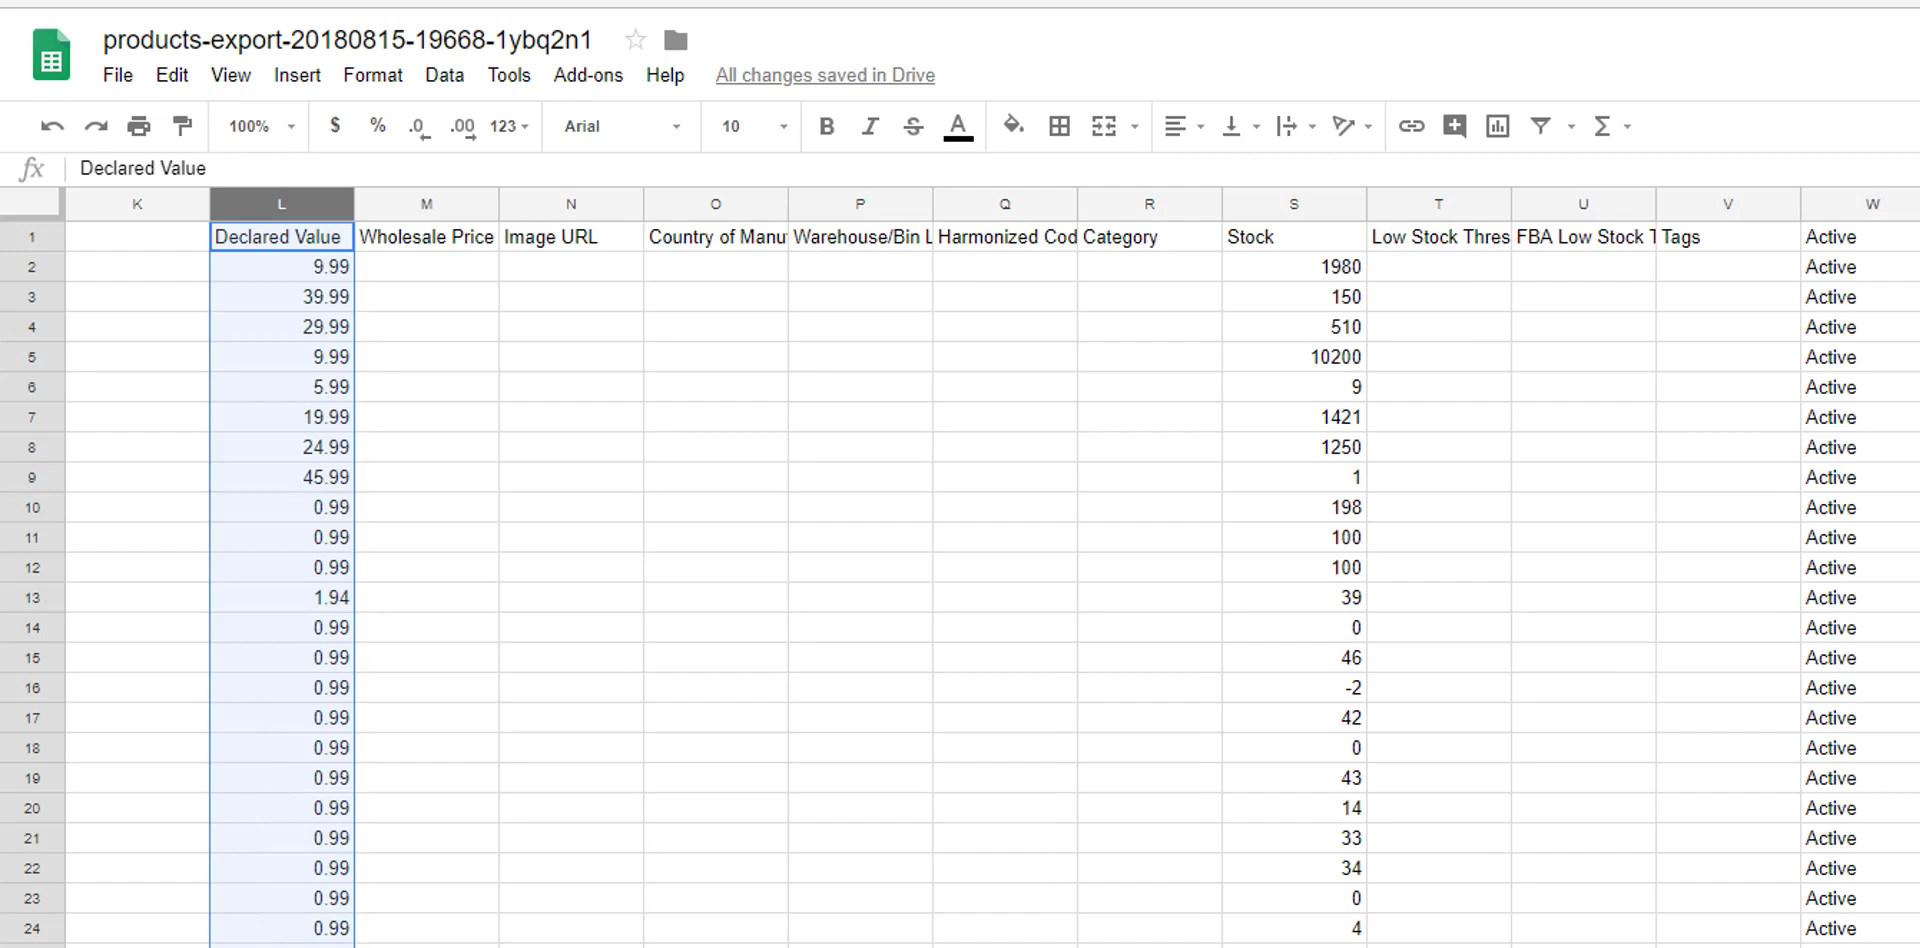 products-export-20180815-19668-1ybq2n1
File Edit View Insert Format Data Tools Add-ons Help All changes saved in Drive
100% $ % .0 .00 123 Arial 10 B I S A Σ
fx Declared Value
K L M N O P Q R S T U V W
1 Declared Value Wholesale Price Image URL Country of Manu Warehouse/Bin L Harmonized Cod Category Stock Low Stock Thres FBA Low Stock T Tags Active
2 9.99 1980 Active
3 39.99 150 Active
4 29.99 510 Active
5 9.99 10200 Active
6 5.99 9 Active
7 19.99 1421 Active
8 24.99 1250 Active
9 45.99 1 Active
10 0.99 198 Active
11 0.99 100 Active
12 0.99 100 Active
13 1.94 39 Active
14 0.99 0 Active
15 0.99 46 Active
16 0.99 -2 Active
17 0.99 42 Active
18 0.99 0 Active
19 0.99 43 Active
20 0.99 14 Active
21 0.99 33 Active
22 0.99 34 Active
23 0.99 0 Active
24 0.99 4 Active